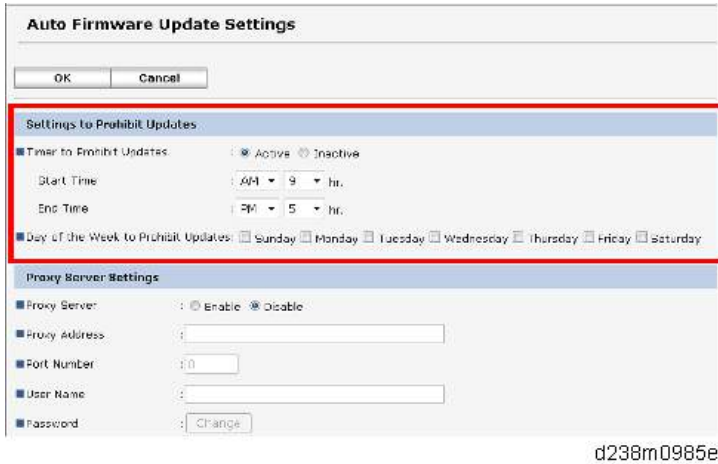 Auto Firmware Update Settings
OK Cancel
Settings to Prohibit Updates
Timer to Prohibit Updates : Active Inactive
Start Time : AM 9 hr.
End Time : PM 5 hr.
Day of the Week to Prohibit Updates: Sunday Monday Tuesday Wednesday Thursday Friday Saturday
Proxy Server Settings
Proxy Server : Enable Disable
Proxy Address :
Port Number : 0
User Name :
Password : Change
d238m0985e